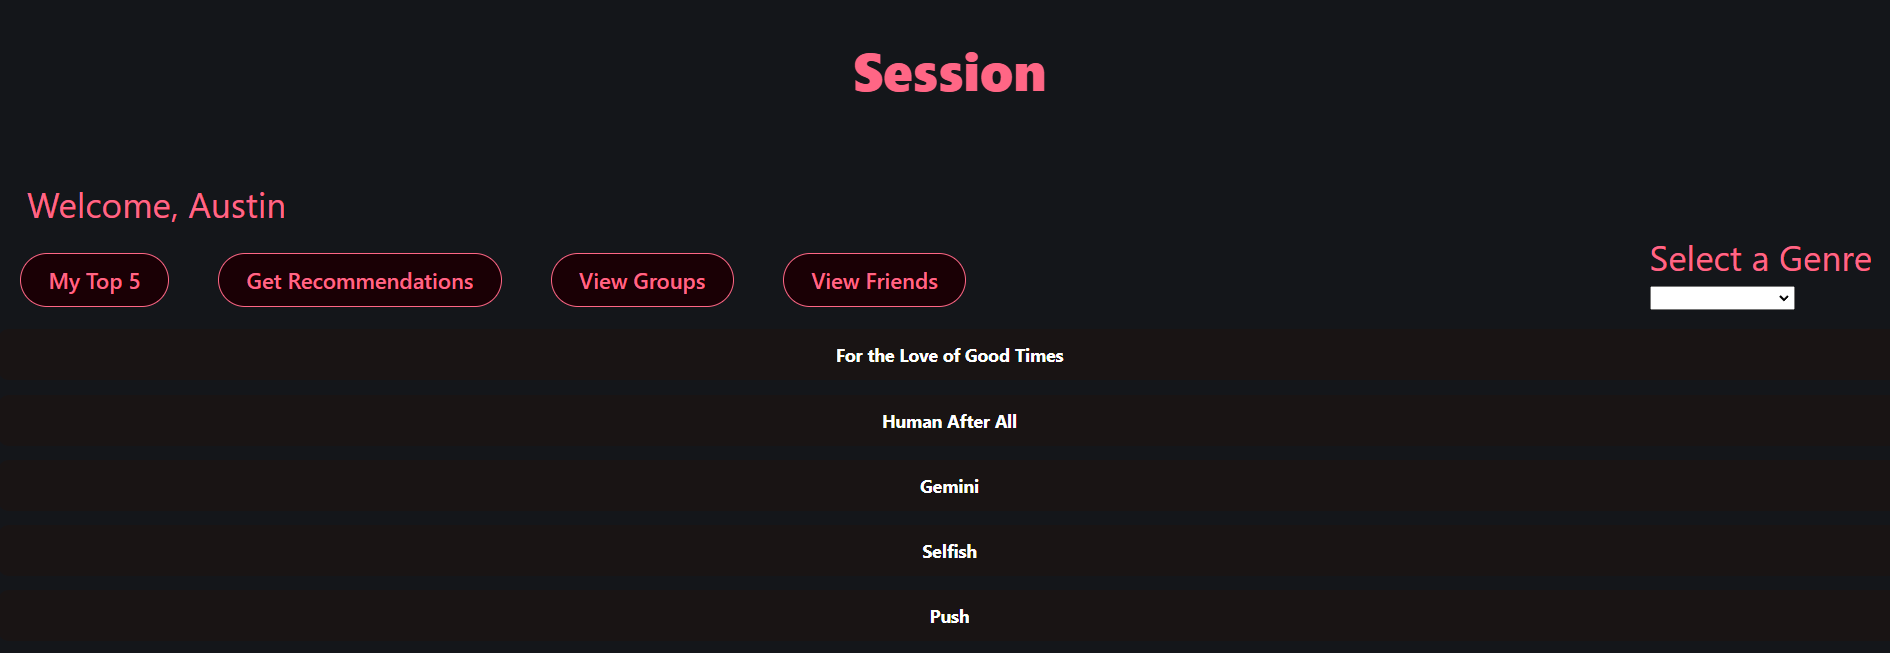 Session
Welcome, Austin
My Top 5
Get Recommendations
View Groups
View Friends
Select a Genre
For the Love of Good Times
Human After All
Gemini
Selfish
Push